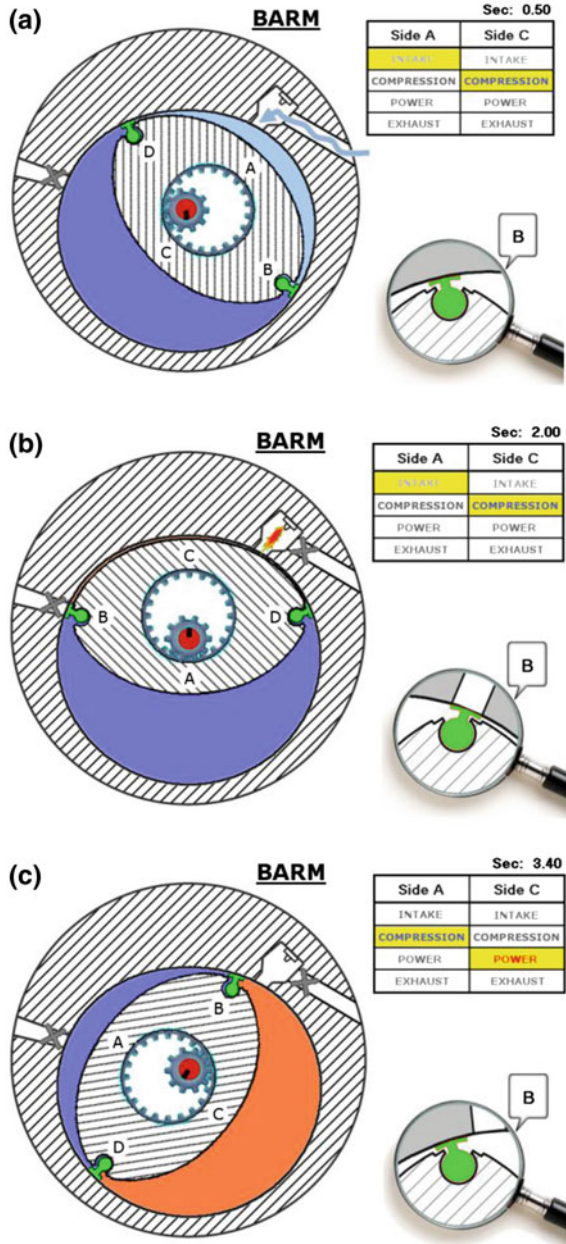 (a)
BARM
Sec: 0.50
Side A Side C
INTAKE INTAKE
COMPRESSION COMPRESSION
POWER POWER
EXHAUST EXHAUST
D
A
C
B
B
(b)
BARM
Sec: 2.00
Side A Side C
INTAKE INTAKE
COMPRESSION COMPRESSION
POWER POWER
EXHAUST EXHAUST
C
B
D
A
B
(c)
BARM
Sec: 3.40
Side A Side C
INTAKE INTAKE
COMPRESSION COMPRESSION
POWER POWER
EXHAUST EXHAUST
B
A
C
D
B